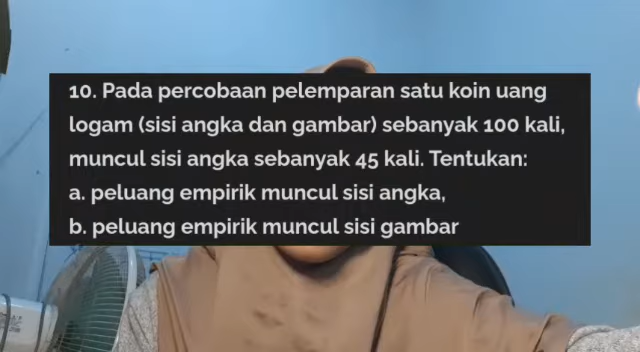 10. Pada percobaan pelemparan satu koin uang
logam (sisi angka dan gambar) sebanyak 100 kali,
muncul sisi angka sebanyak 45 kali. Tentukan:
a. peluang empirik muncul sisi angka,
b. peluang empirik muncul sisi gambar